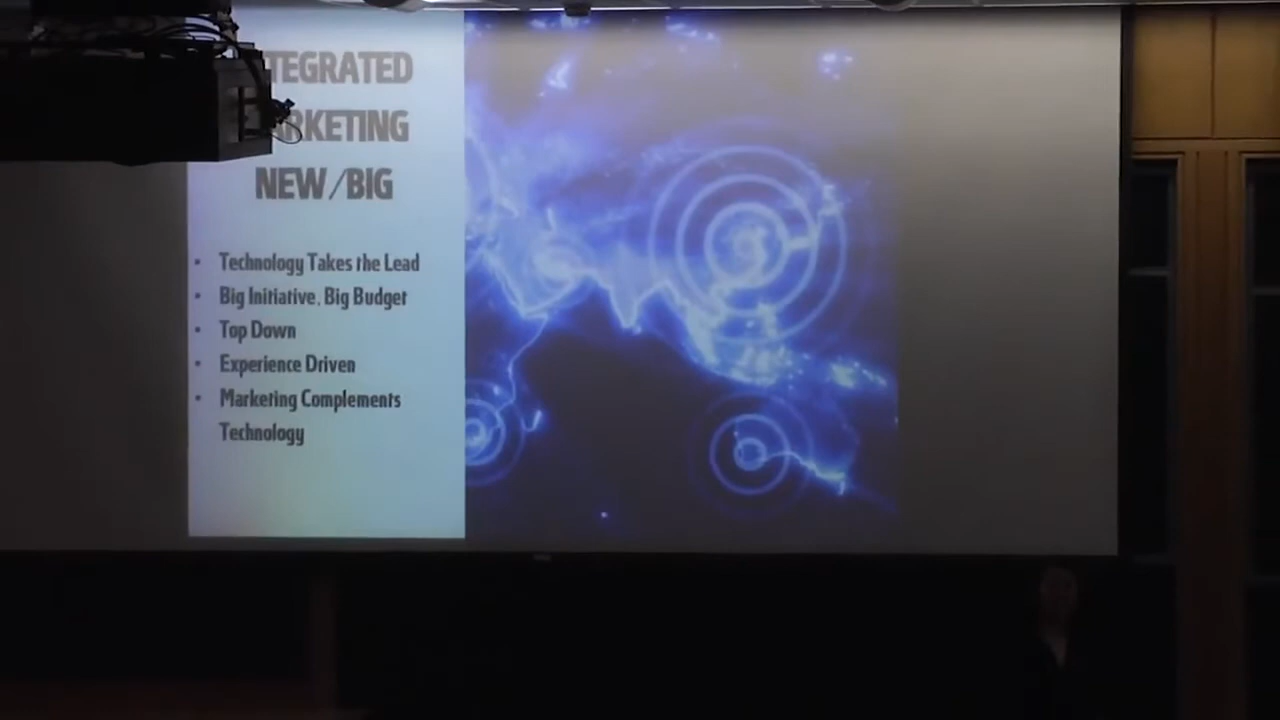 TEGRATED
RKETING
NEW/BIG
• Technology Takes the Lead
• Big Initiative, Big Budget
• Top Down
• Experience Driven
• Marketing Complements
Technology